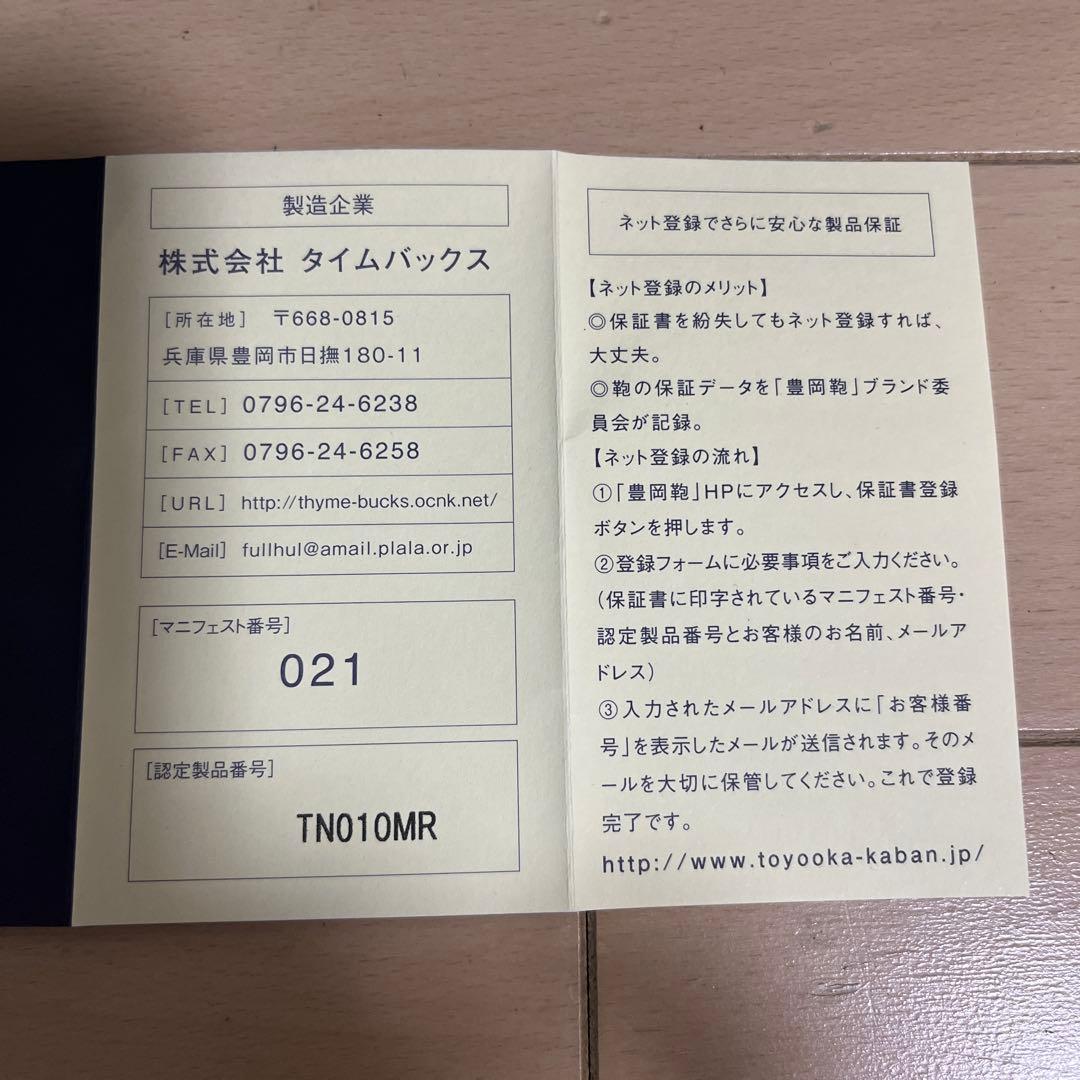 製造企業
株式会社 タイムバックス
［所在地］ 〒668-0815
兵庫県豊岡市日撫180-11
［TEL］ 0796-24-6238
［FAX］ 0796-24-6258
［URL］ http://thyme-bucks.ocnk.net/
［E-Mail］ fullhul@amail.plala.or.jp
［マニフェスト番号］
021
［認定製品番号］
TN010MR
ネット登録でさらに安心な製品保証
【ネット登録のメリット】
◎保証書を紛失してもネット登録すれば、
大丈夫。
◎鞄の保証データを「豊岡鞄」ブランド委
員会が記録。
【ネット登録の流れ】
①「豊岡鞄」HPにアクセスし、保証書登録
ボタンを押します。
②登録フォームに必要事項をご入力ください。
（保証書に印字されているマニフェスト番号・
認定製品番号とお客様のお名前、メールア
ドレス）
③入力されたメールアドレスに「お客様番
号」を表示したメールが送信されます。そのメ
ールを大切に保管してください。これで登録
完了です。
http://www.toyooka-kaban.jp/